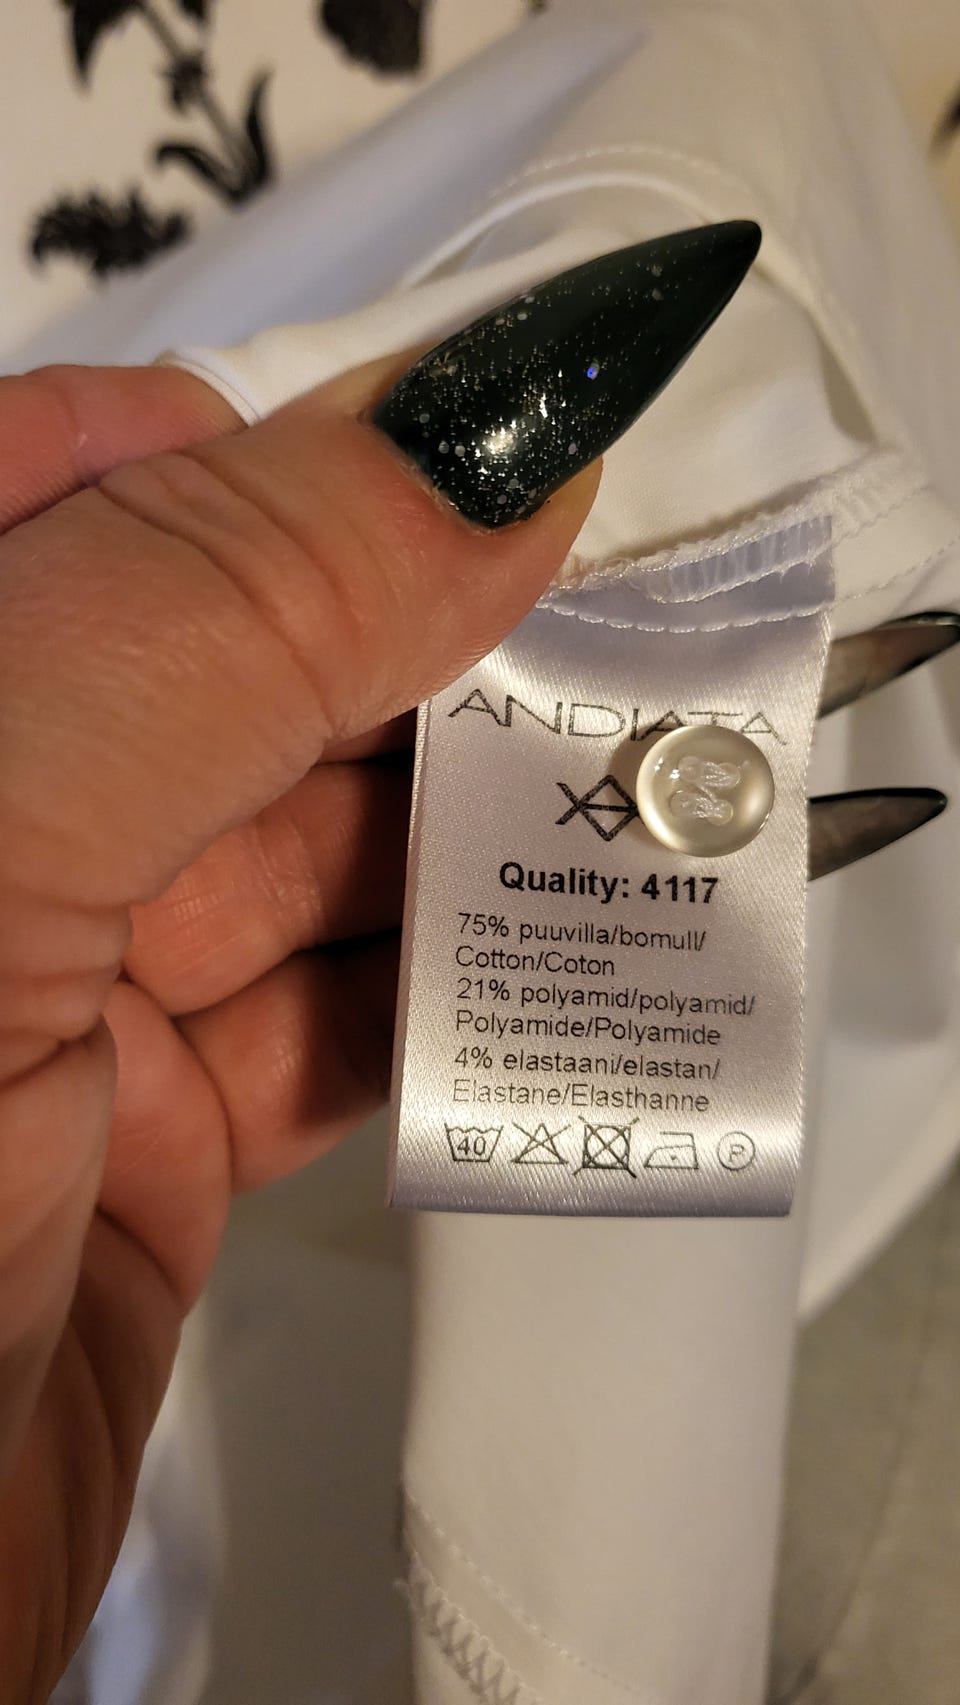 ANDIATA
Quality: 4117
75% puuvilla/bomull/
Cotton/Coton
21% polyamid/polyamid/
Polyamide/Polyamide
4% elastaani/elastan/
Elastane/Elasthanne
40
P